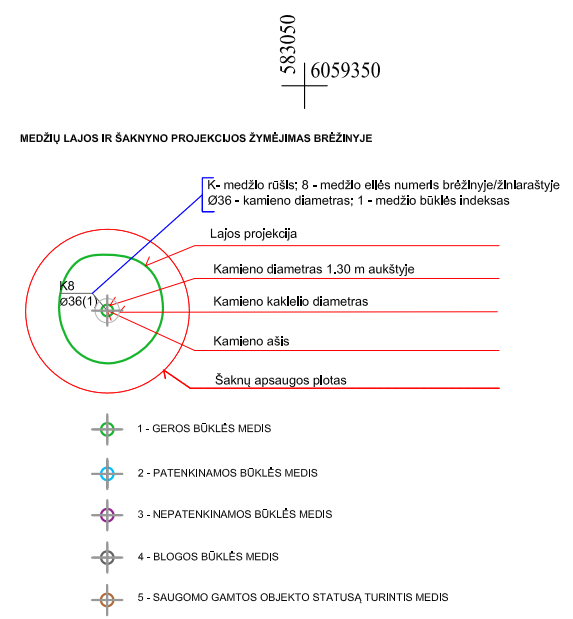 583050
6059350
MEDŽIŲ LAJOS IR ŠAKNYNO PROJEKCIJOS ŽYMĖJIMAS BRĖŽINYJE
K- medžio rūšis; 8 - medžio eilės numeris brėžinyje/žiniaraštyje
Ø36 - kamieno diametras; 1 - medžio būklės indeksas
Lajos projekcija
Kamieno diametras 1.30 m aukštyje
K8
Ø36(1)
Kamieno kaklelio diametras
Kamieno ašis
Šaknų apsaugos plotas
1 - GEROS BŪKLĖS MEDIS
2 - PATENKINAMOS BŪKLĖS MEDIS
3 - NEPATENKINAMOS BŪKLĖS MEDIS
4 - BLOGOS BŪKLĖS MEDIS
5 - SAUGOMO GAMTOS OBJEKTO STATUSĄ TURINTIS MEDIS